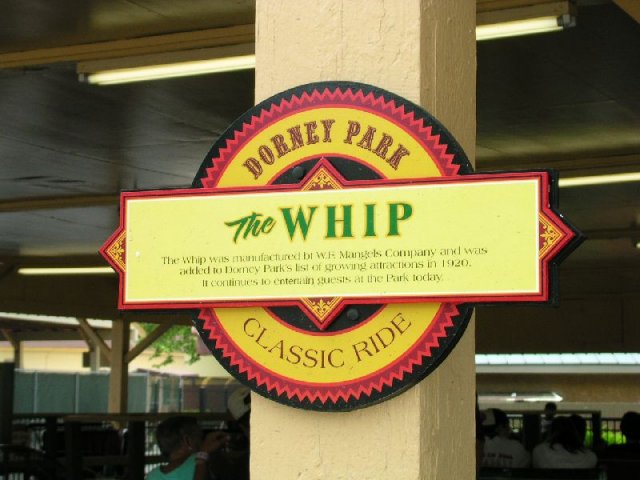 DORNEY PARK
The WHIP
The Whip was manufactured bt W.F. Mangels Company and was
added to Dorney Park's list of growing attractions in 1920.
It continues to entertain guests at the Park today.
CLASSIC RIDE